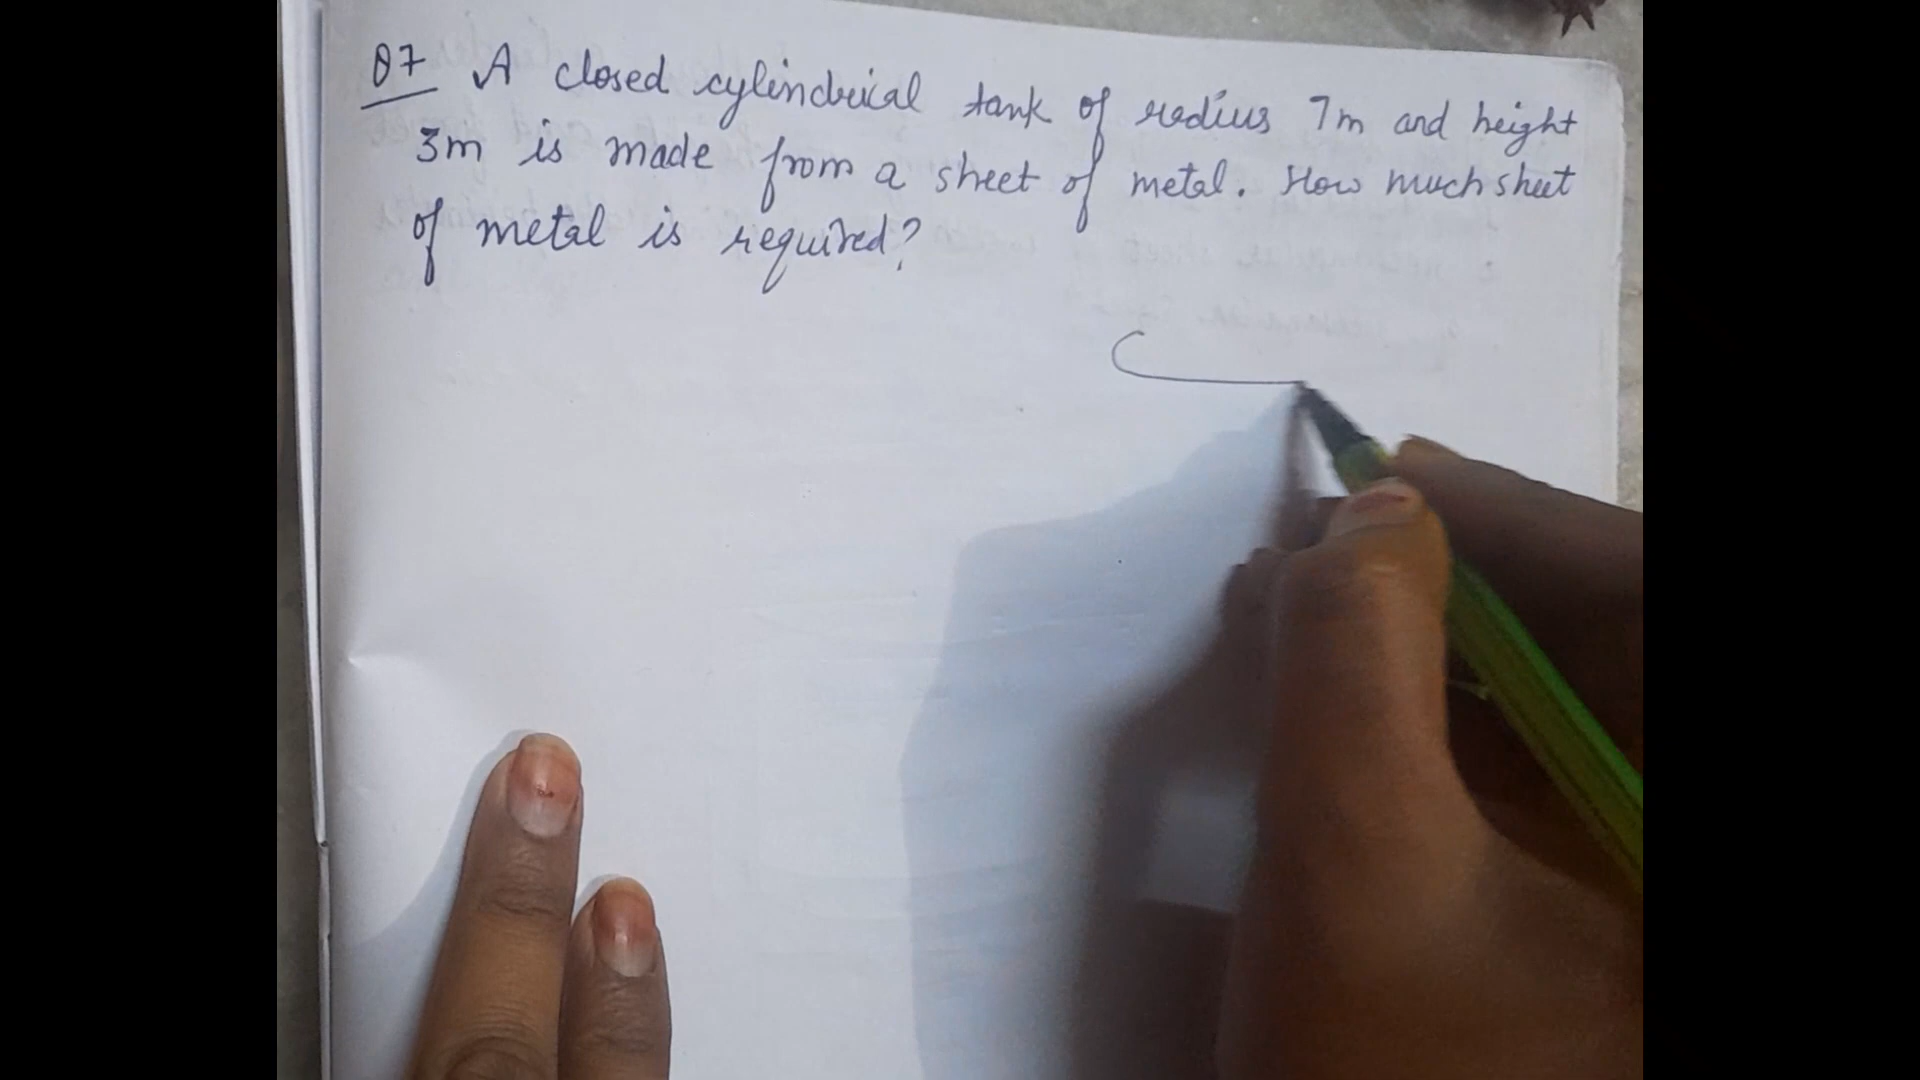 Q7 A closed cylindrical tank of radius 7m and height
3m is made from a sheet of metal. How much sheet
of metal is required?